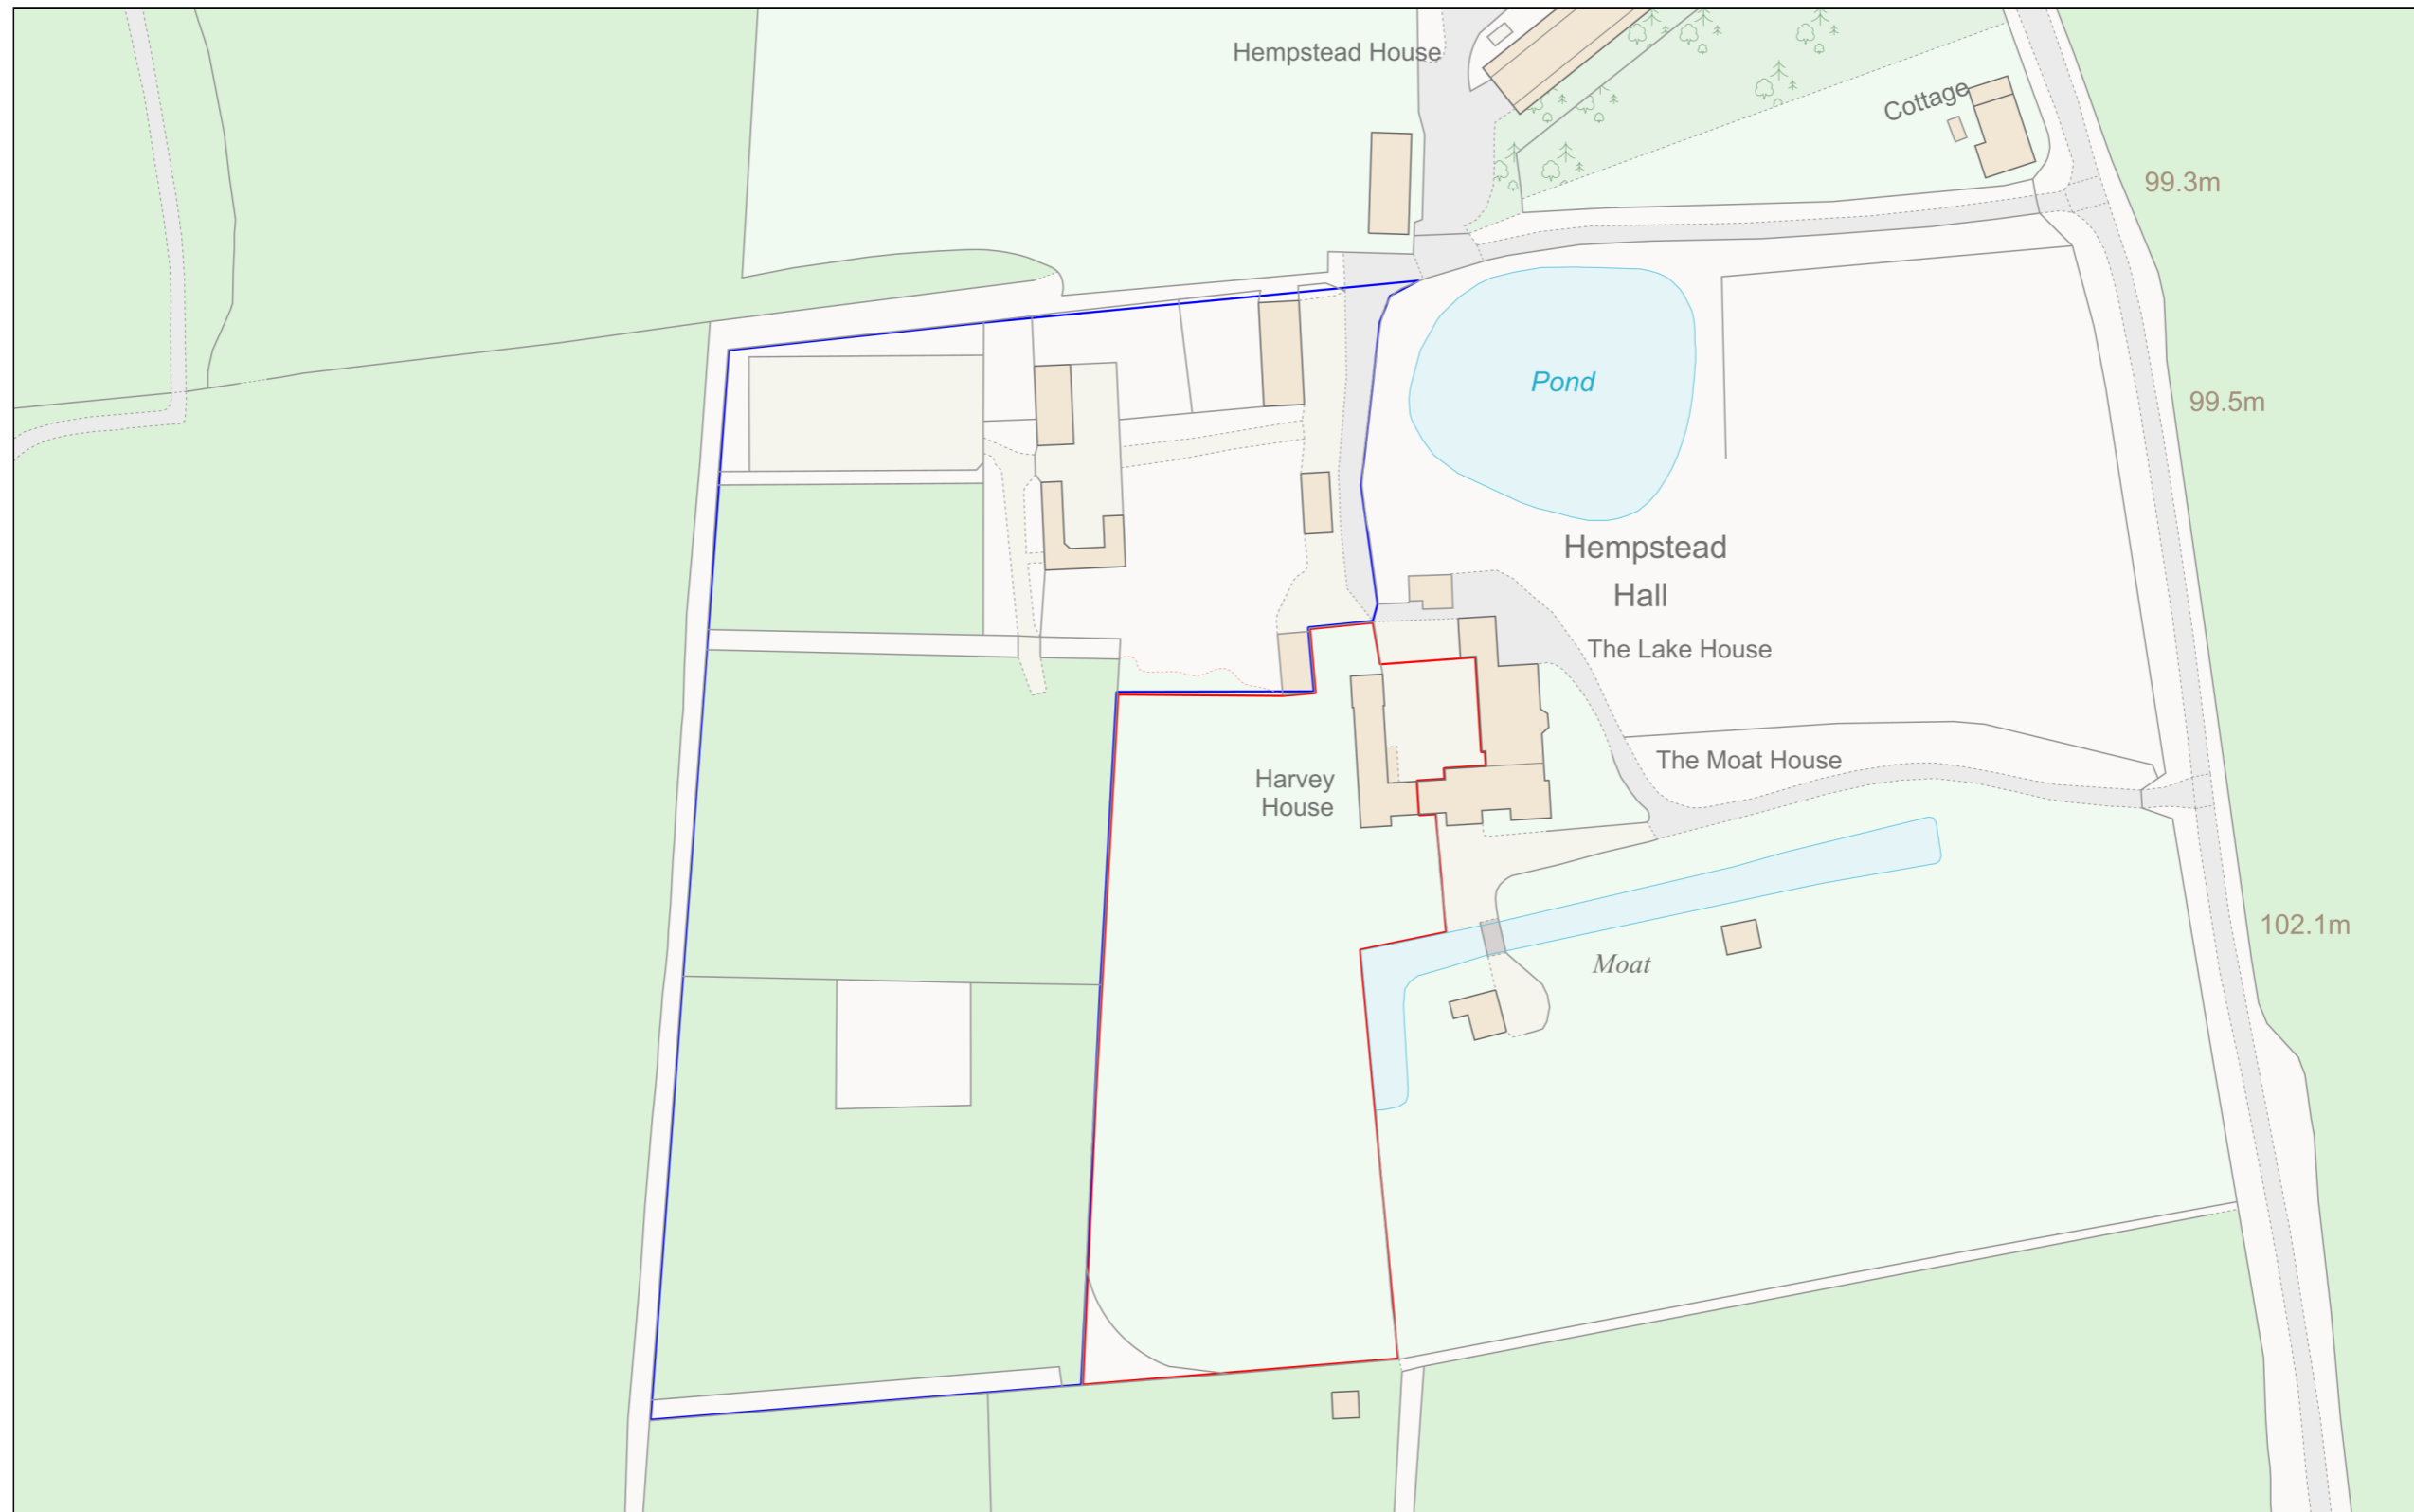 Hempstead House
Cottage
99.3m
Pond
99.5m
Hempstead
Hall
The Lake House
The Moat House
Harvey
House
102.1m
Moat